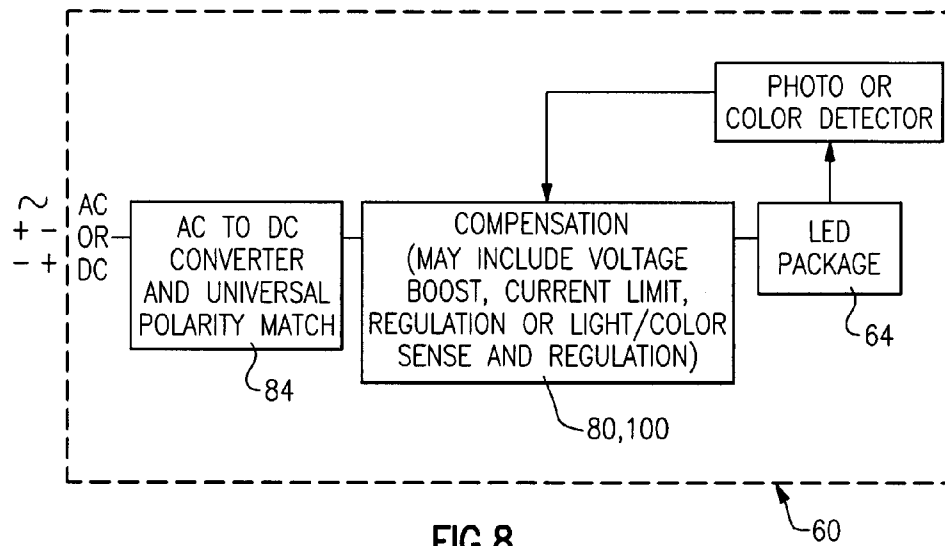 PHOTO OR
COLOR DETECTOR
+ - ~
- +
AC
OR
DC
AC TO DC
CONVERTER
AND UNIVERSAL
POLARITY MATCH
84
COMPENSATION
(MAY INCLUDE VOLTAGE
BOOST, CURRENT LIMIT,
REGULATION OR LIGHT/COLOR
SENSE AND REGULATION)
80,100
LED
PACKAGE
64
60
FIG.8